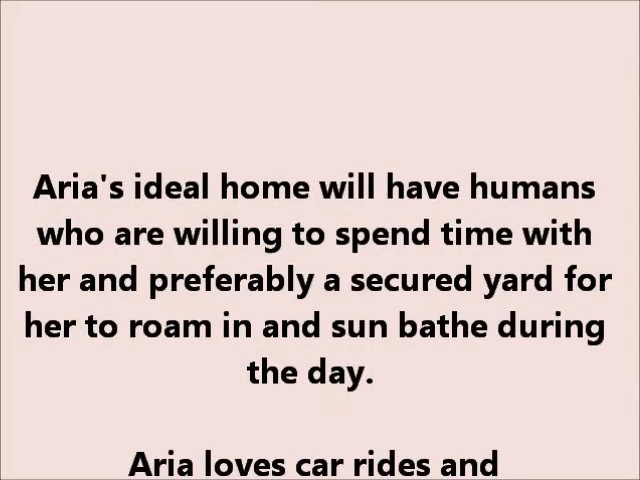 Aria's ideal home will have humans
who are willing to spend time with
her and preferably a secured yard for
her to roam in and sun bathe during
the day.
Aria loves car rides and